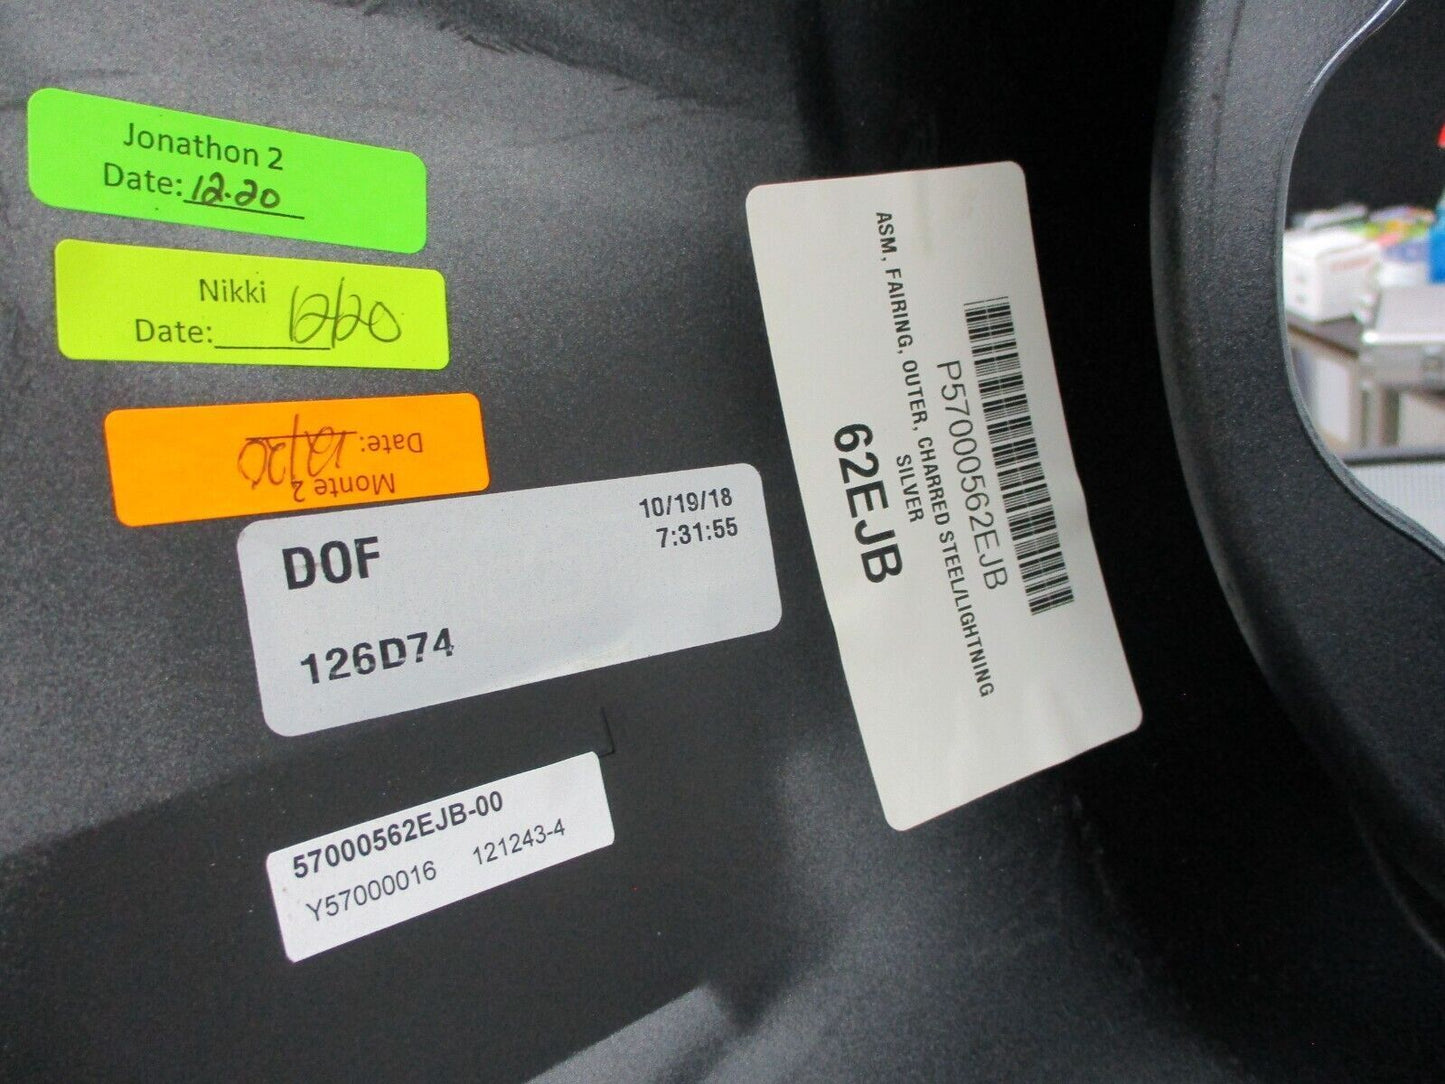 Jonathon 2
Date: 12.20
Nikki
Date: 12/20
Monte 2
Date: 12/20
DOF
10/19/18
7:31:55
126D74
57000562EJB-00
Y57000016 121243-4
P57000562EJB
ASM, FAIRING, OUTER, CHARRED STEEL/LIGHTNING
SILVER
62EJB